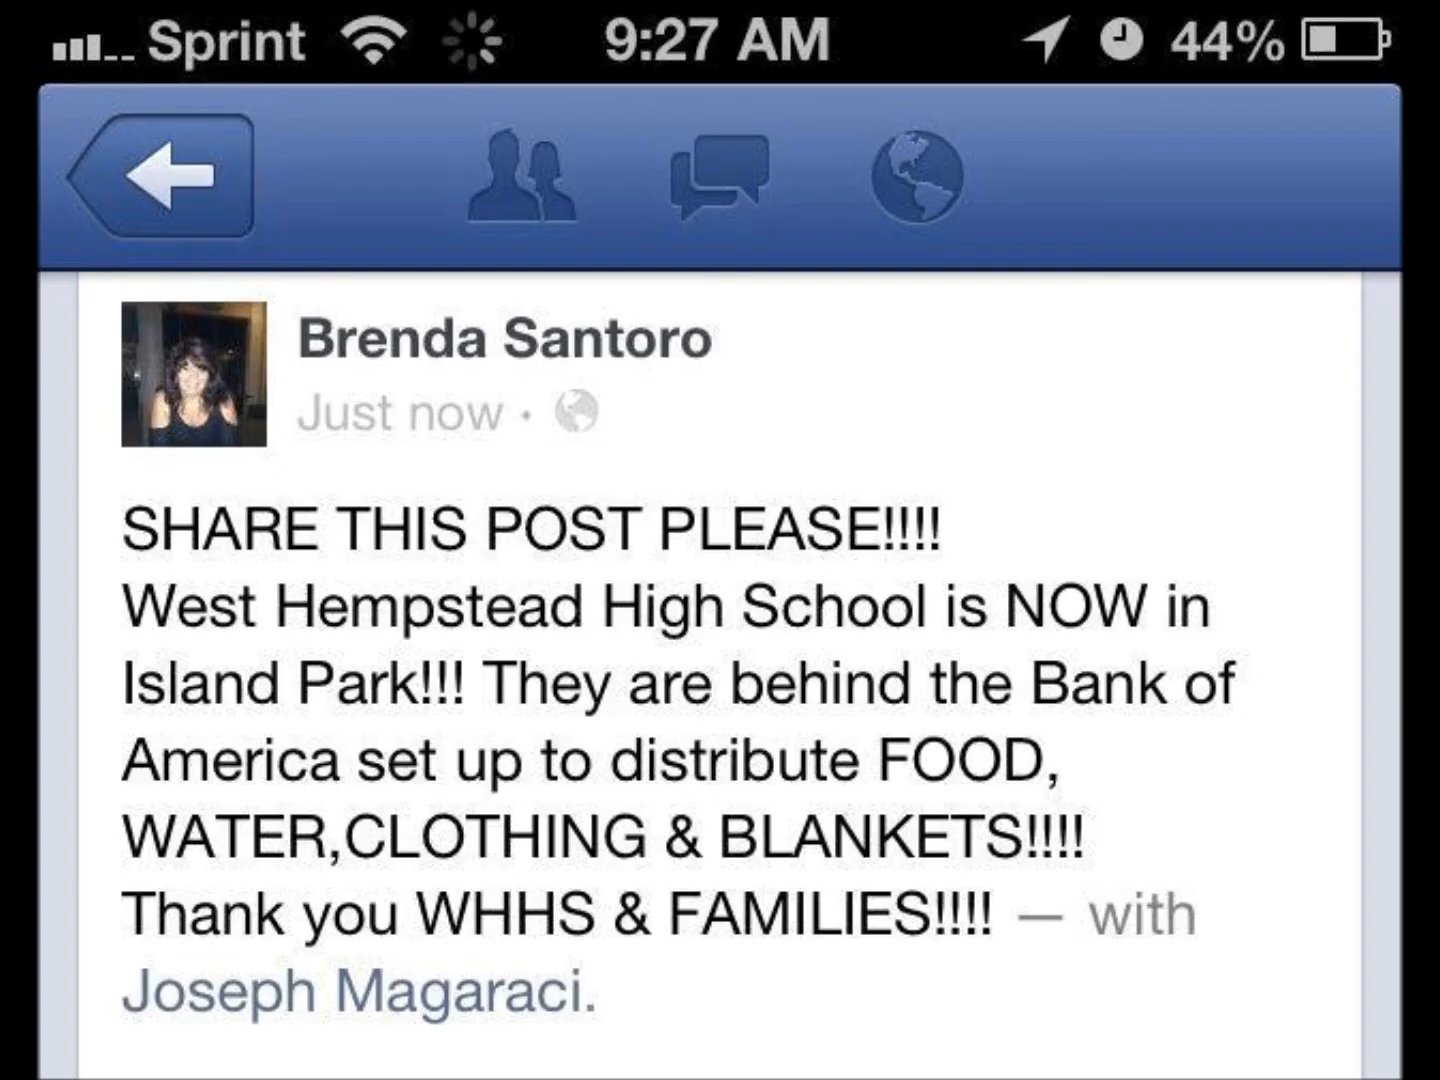 Sprint 9:27 AM 44%
Brenda Santoro
Just now ·
SHARE THIS POST PLEASE!!!!
West Hempstead High School is NOW in
Island Park!!! They are behind the Bank of
America set up to distribute FOOD,
WATER,CLOTHING & BLANKETS!!!!
Thank you WHHS & FAMILIES!!!! — with
Joseph Magaraci.